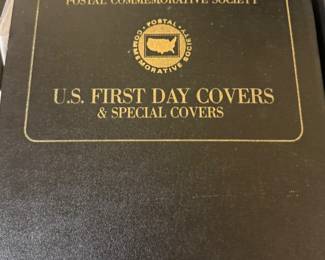 POSTAL COMMEMORATIVE SOCIETY
POSTAL
COMMEMORATIVE SOCIETY
U.S. FIRST DAY COVERS
& SPECIAL COVERS